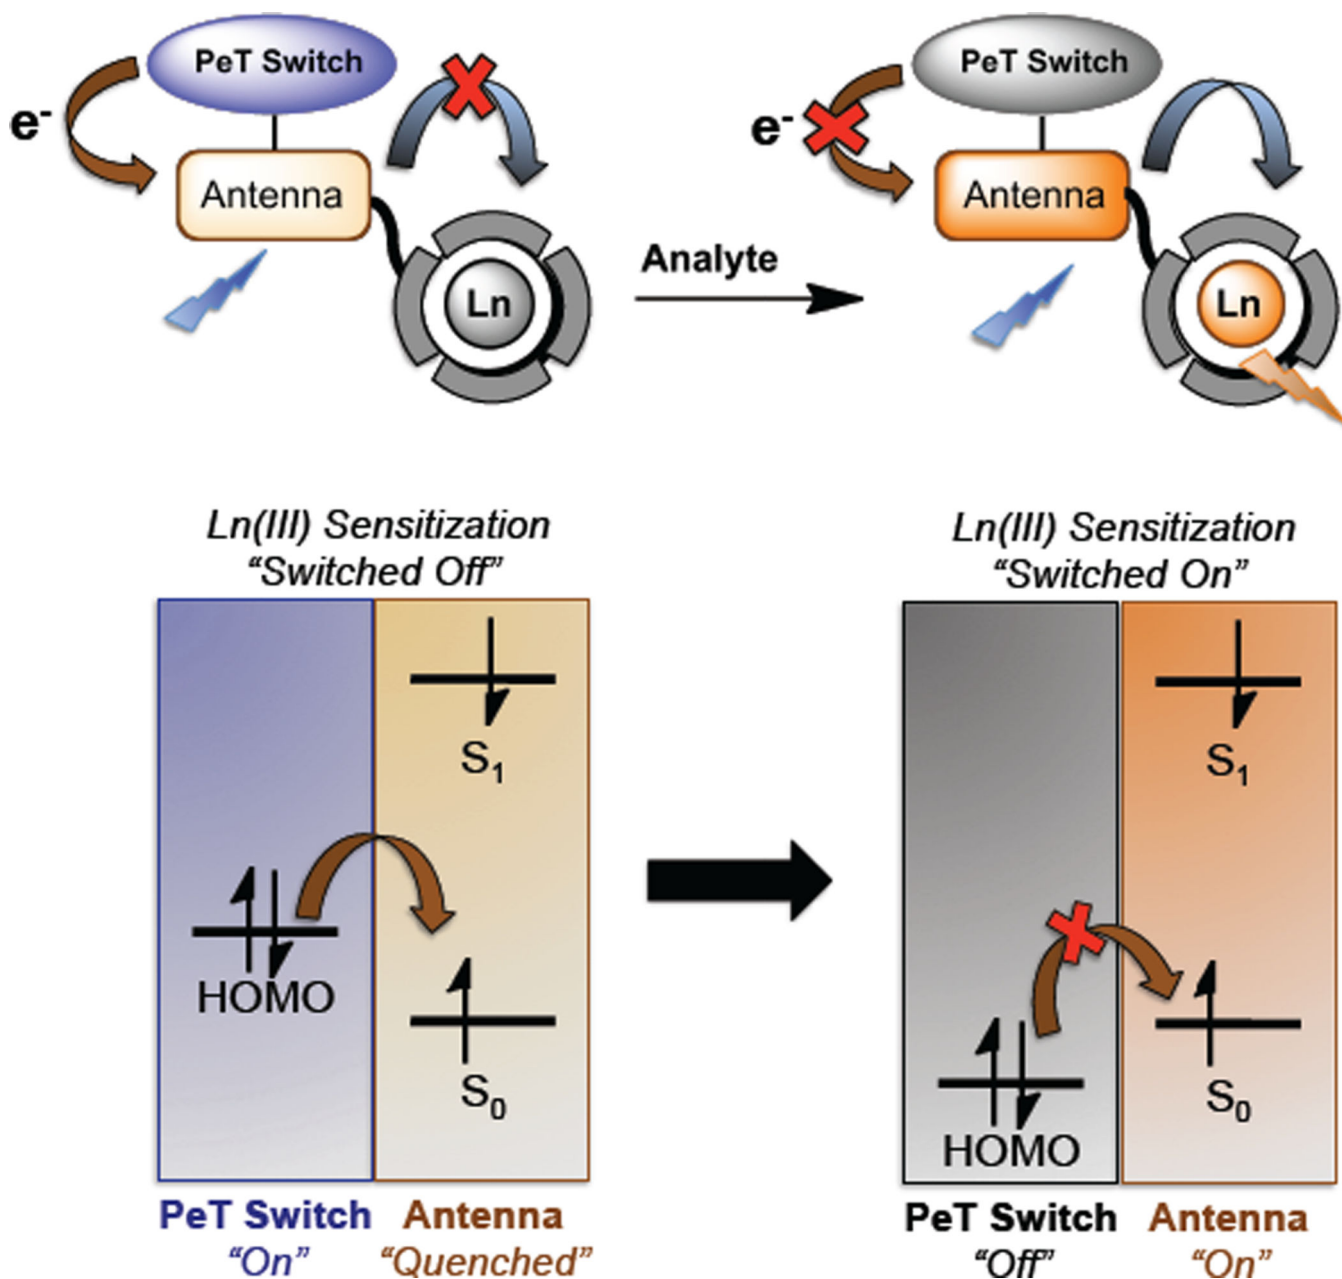 PeT Switch
e-
Antenna
Ln
Analyte
PeT Switch
e-
Antenna
Ln
Ln(III) Sensitization
“Switched Off”
S1
HOMO
S0
PeT Switch
“On”
Antenna
“Quenched”
Ln(III) Sensitization
“Switched On”
S1
HOMO
S0
PeT Switch
“Off”
Antenna
“On”